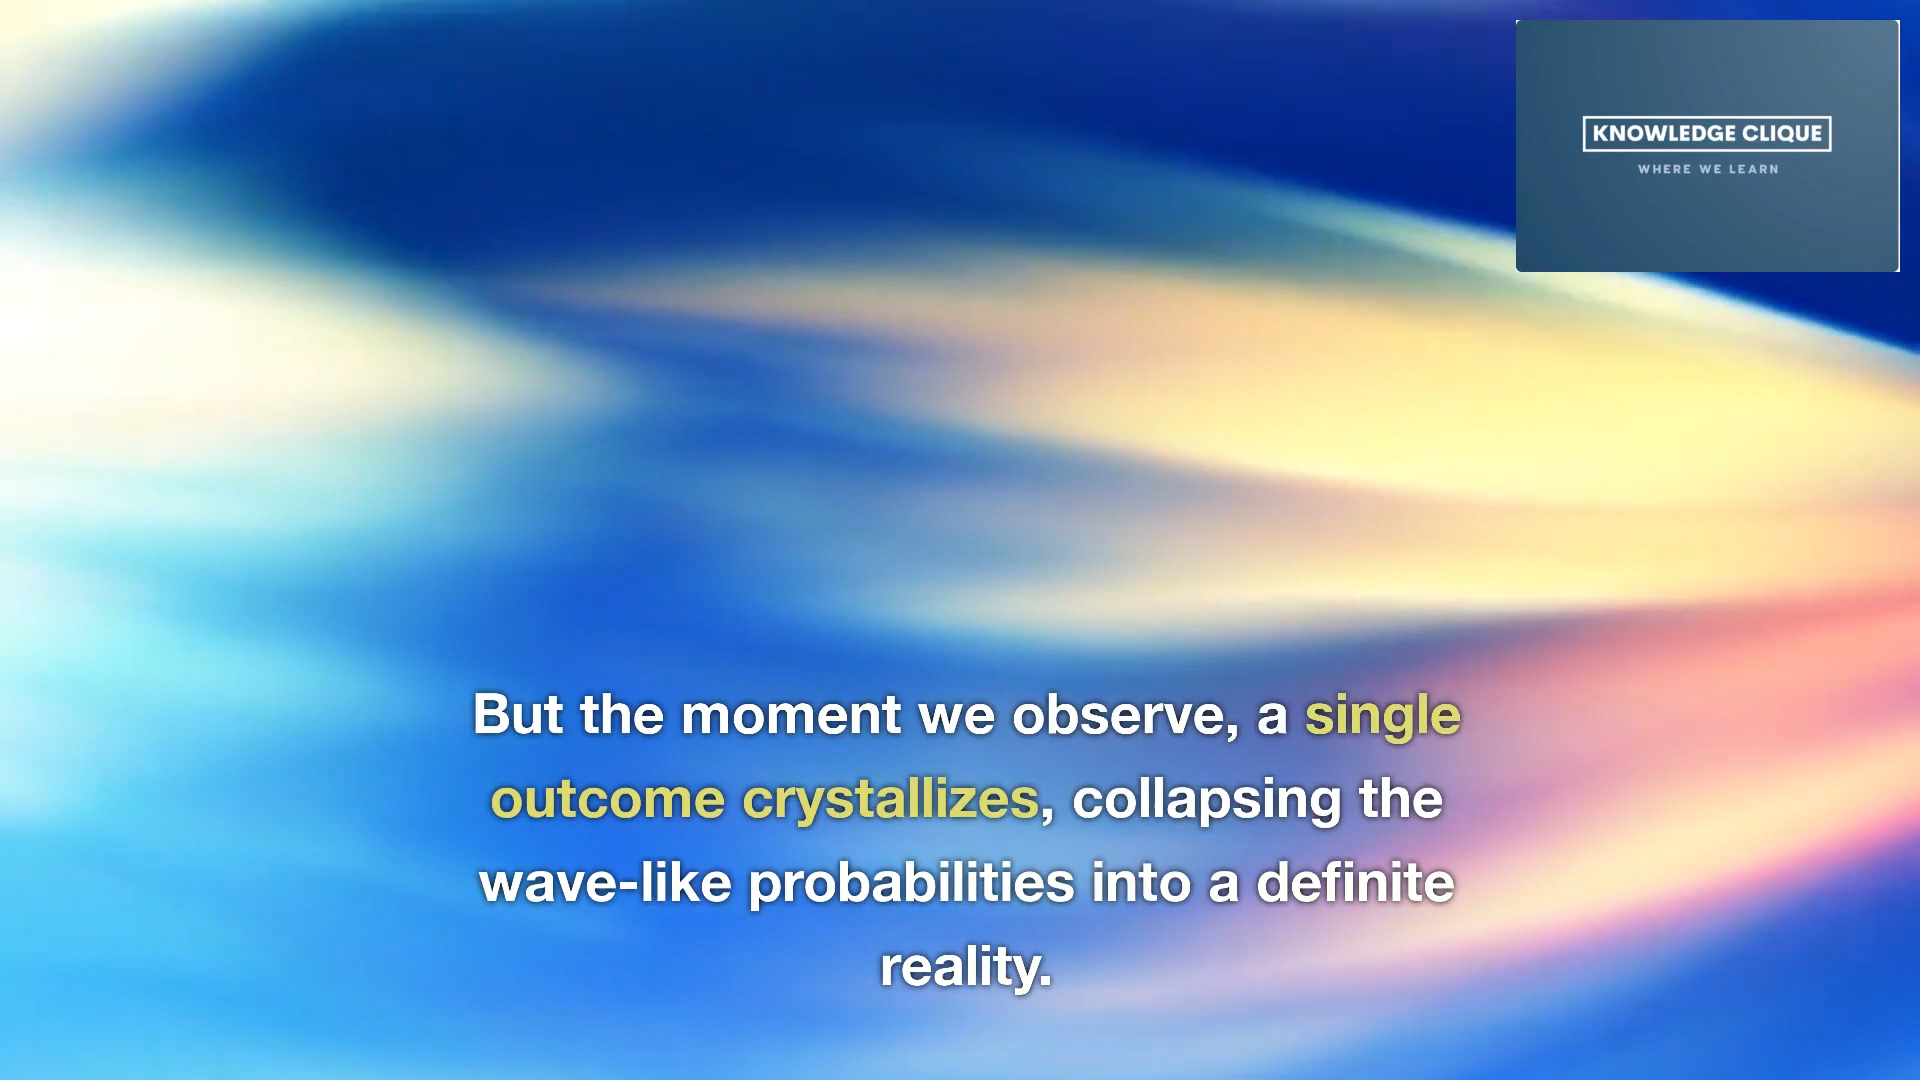 KNOWLEDGE CLIQUE
WHERE WE LEARN
But the moment we observe, a single
outcome crystallizes, collapsing the
wave-like probabilities into a definite
reality.